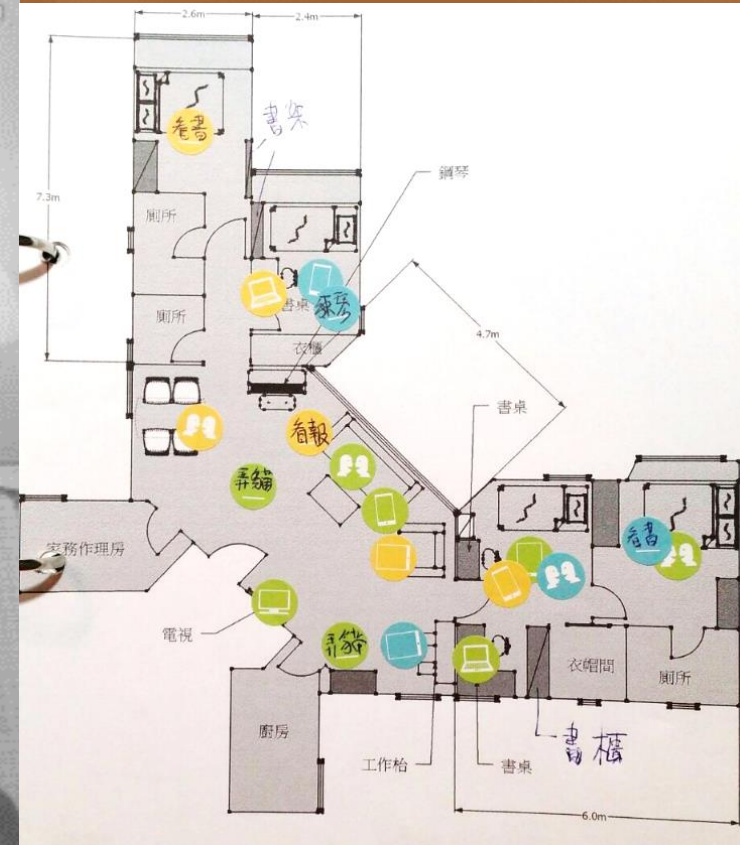 2.6m
2.4m
看書
書架
鋼琴
7.3m
廁所
書桌
練房
廁所
衣櫃
4.7m
書桌
看報
弄貓
看書
家務作理房
電視
弄貓
衣帽間
廁所
廚房
工作枱
書桌
書櫃
6.0m